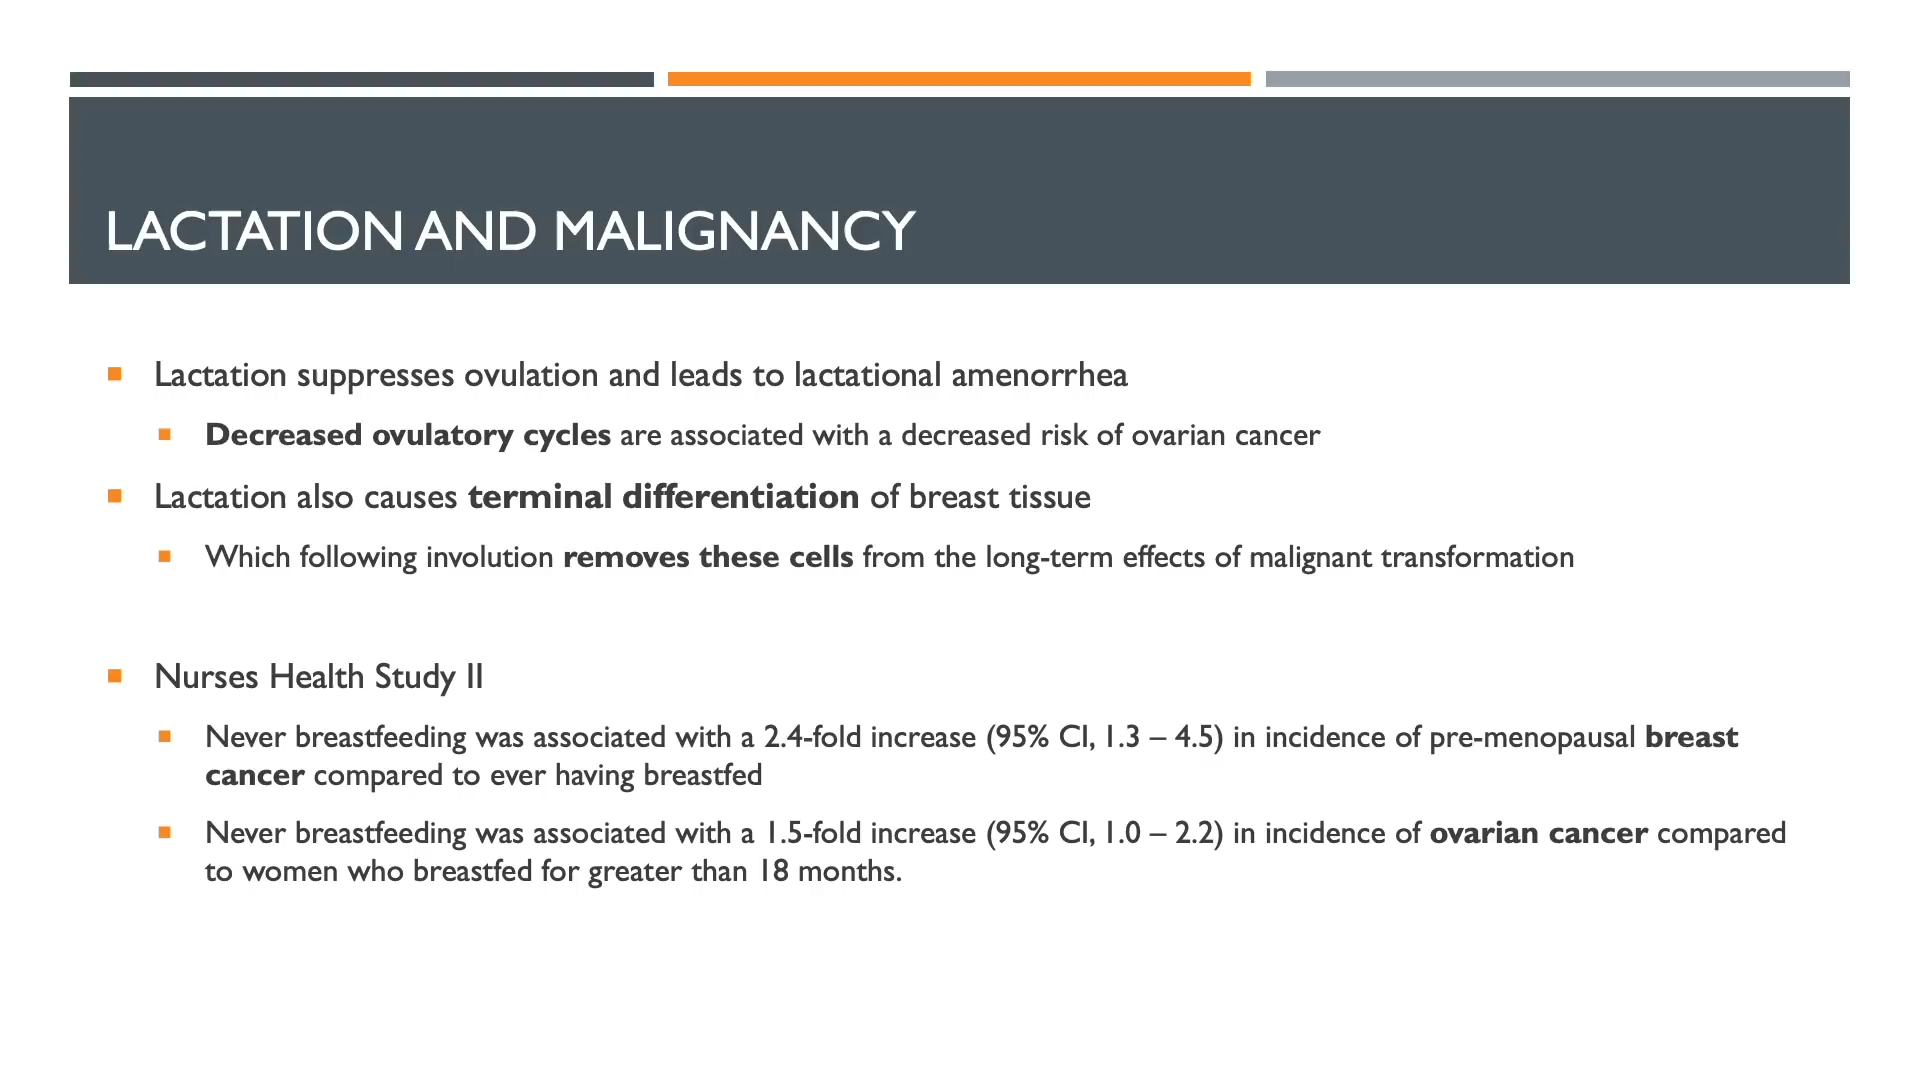 LACTATION AND MALIGNANCY
Lactation suppresses ovulation and leads to lactational amenorrhea
Decreased ovulatory cycles are associated with a decreased risk of ovarian cancer
Lactation also causes terminal differentiation of breast tissue
Which following involution removes these cells from the long-term effects of malignant transformation
Nurses Health Study II
Never breastfeeding was associated with a 2.4-fold increase (95% CI, 1.3 – 4.5) in incidence of pre-menopausal breast
cancer compared to ever having breastfed
Never breastfeeding was associated with a 1.5-fold increase (95% CI, 1.0 – 2.2) in incidence of ovarian cancer compared
to women who breastfed for greater than 18 months.